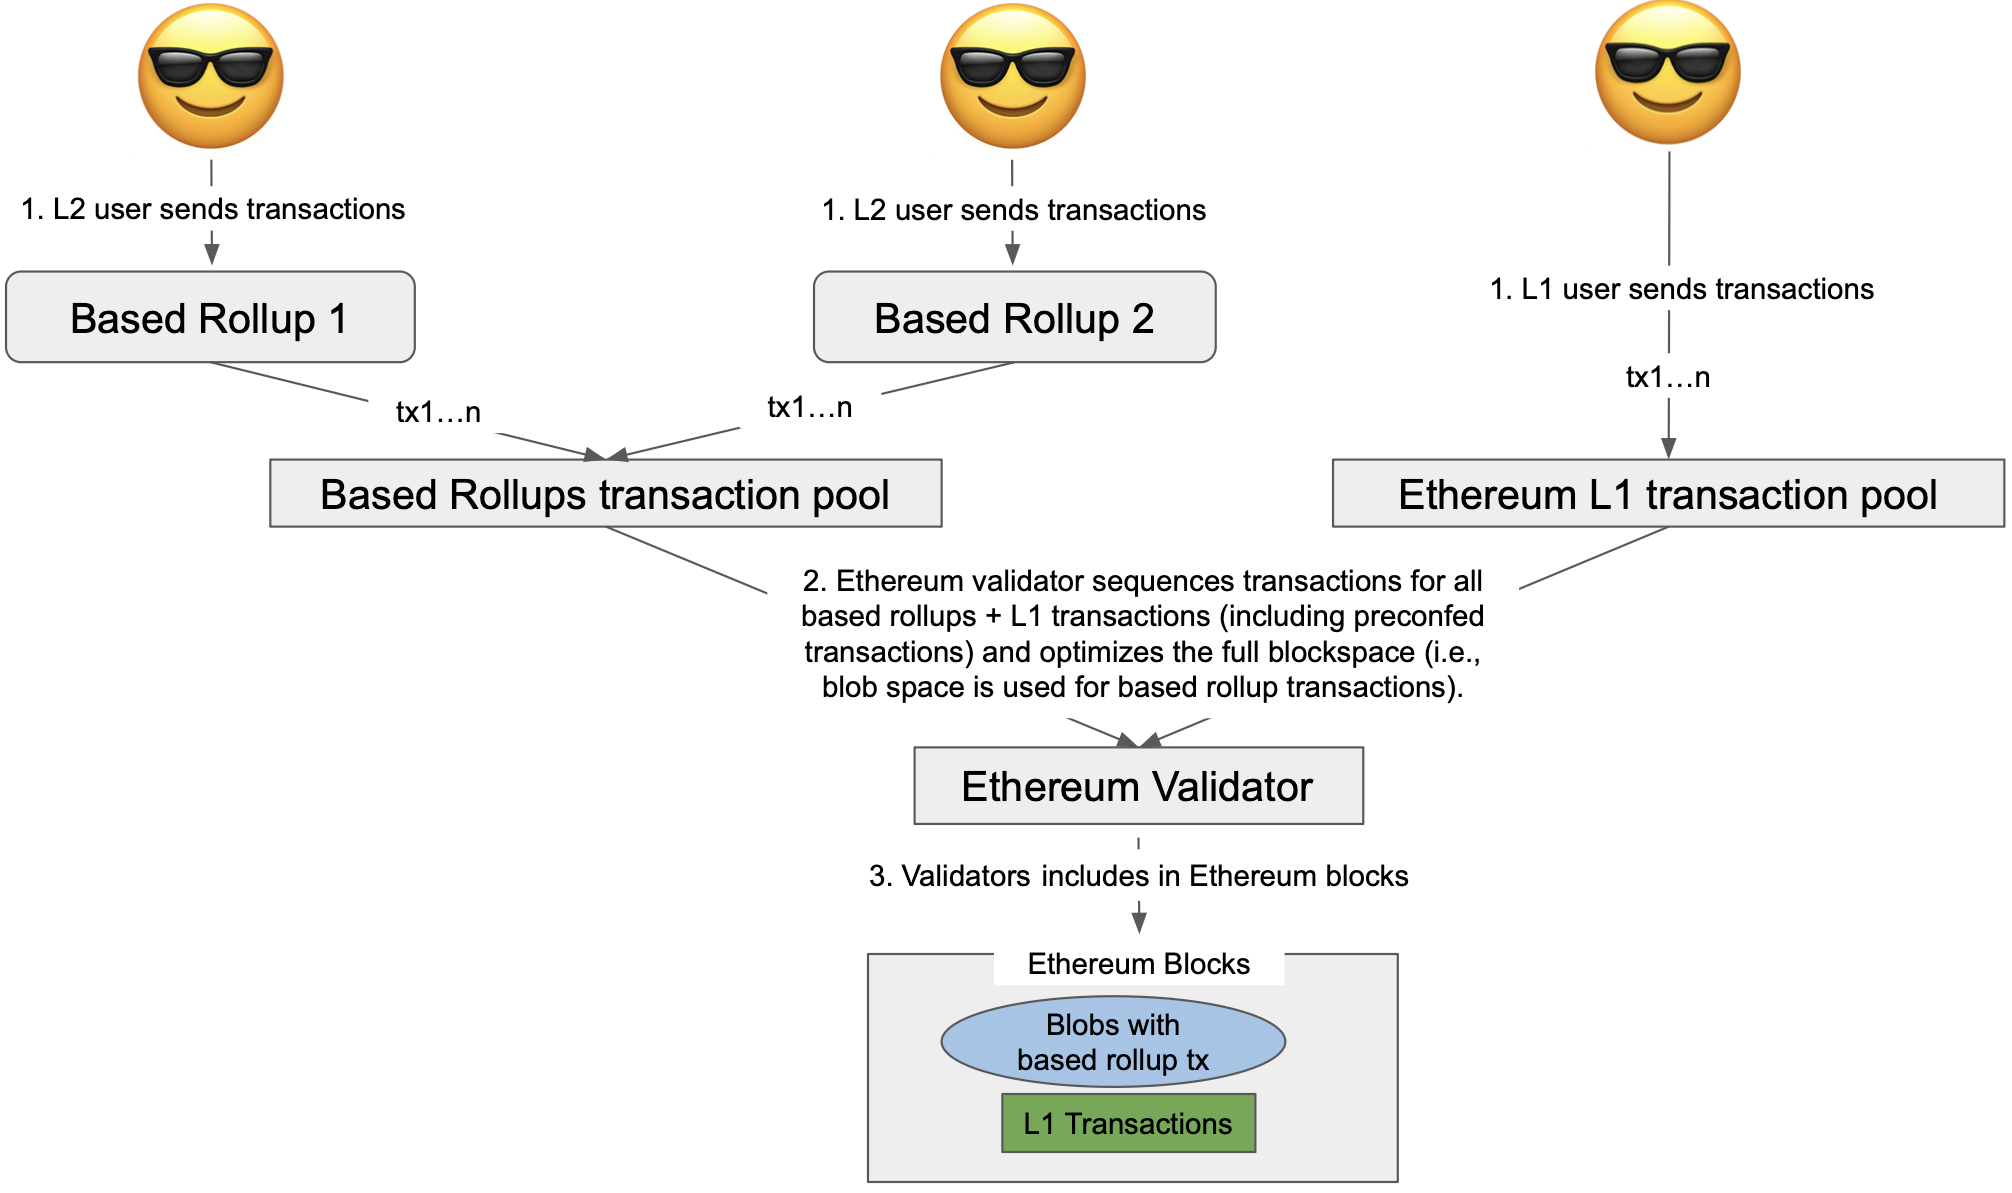 1. L2 user sends transactions
1. L2 user sends transactions
1. L1 user sends transactions
Based Rollup 1
Based Rollup 2
tx1…n
tx1…n
tx1…n
Based Rollups transaction pool
Ethereum L1 transaction pool
2. Ethereum validator sequences transactions for all
based rollups + L1 transactions (including preconfed
transactions) and optimizes the full blockspace (i.e.,
blob space is used for based rollup transactions).
Ethereum Validator
3. Validators includes in Ethereum blocks
Ethereum Blocks
Blobs with
based rollup tx
L1 Transactions